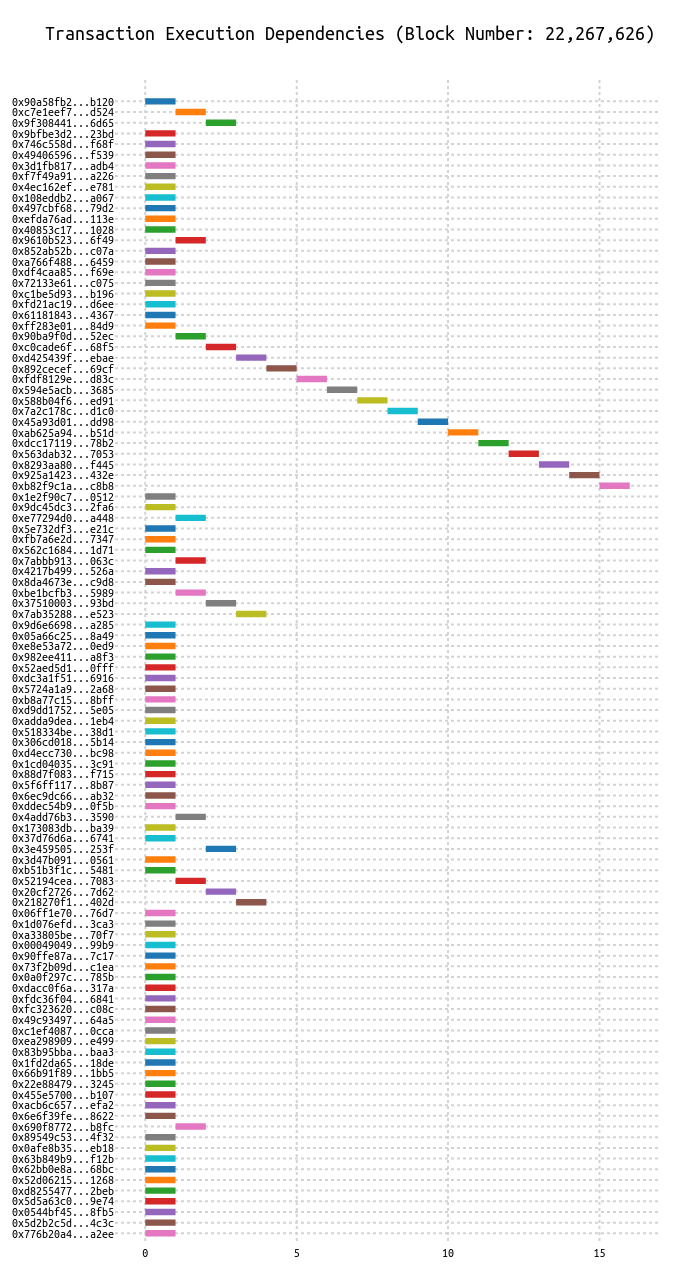 Transaction Execution Dependencies (Block Number: 22,267,626)
0x90a58fb2...b120
0xc7e1eef7...d524
0x9f308441...6d65
0x9bfbe3d2...23bd
0x746c558d...f68f
0x49406596...f539
0x3d1fb817...adb4
0xf7f49a91...a226
0x4ec162ef...e781
0x108eddb2...a067
0x497cbf68...79d2
0xefda76ad...113e
0x40853c17...1028
0x9610b523...6f49
0x852ab52b...c07a
0xa766f488...6459
0xdf4caa85...f69e
0x72133e61...c075
0xc1be5d93...b196
0xfd21ac19...d6ee
0x61181843...4367
0xff283e01...84d9
0x90ba9f0d...52ec
0xc0cade6f...68f5
0xd425439f...ebae
0x892cecef...69cf
0xfdf8129e...d83c
0x594e5acb...3685
0x588b04f6...ed91
0x7a2c178c...d1c0
0x45a93d01...dd98
0xab625a94...b51d
0xdcc17119...78b2
0x563dab32...7053
0x8293aa80...f445
0x925a1423...432e
0xb82f9c1a...c8b8
0x1e2f90c7...0512
0x9dc45dc3...2fa6
0xe77294d0...a448
0x5e732df3...e21c
0xfb7a6e2d...7347
0x562c1684...1d71
0x7abbb913...063c
0x4217b499...526a
0x8da4673e...c9d8
0xbe1bcfb3...5989
0x37510003...93bd
0x7ab35288...e523
0x9d6e6698...a285
0x05a66c25...8a49
0xe8e53a72...0ed9
0x982ee411...a8f3
0x52aed5d1...0fff
0xdc3a1f51...6916
0x5724a1a9...2a68
0xb8a77c15...8bff
0xd9dd1752...5e05
0xadda9dea...1eb4
0x518334be...38d1
0x306cd018...5b14
0xd4ecc730...bc98
0x1cd04035...3c91
0x88d7f083...f715
0x5f6ff117...8b87
0x6ec9dc66...ab32
0xddec54b9...0f5b
0x4add76b3...3590
0x173083db...ba39
0x37d76d6a...6741
0x3e459505...253f
0x3d47b091...0561
0xb51b3f1c...5481
0x52194cea...7083
0x20cf2726...7d62
0x218270f1...402d
0x06ff1e70...76d7
0x1d076efd...3ca3
0xa33805be...70f7
0x00049049...99b9
0x90ffe87a...7c17
0x73f2b09d...c1ea
0x0a0f297c...785b
0xdacc0f6a...317a
0xfdc36f04...6841
0xfc323620...c08c
0x49c93497...64a5
0xc1ef4087...0cca
0xea298909...e499
0x83b95bba...baa3
0x1fd2da65...18de
0x66b91f89...1bb5
0x22e88479...3245
0x455e5700...b107
0xacb6c657...efa2
0x6e6f39fe...8622
0x690f8772...b8fc
0x89549c53...4f32
0x0afe8b35...eb18
0x63b849b9...f12b
0x62bb0e8a...68bc
0x52d06215...1268
0xd8255477...2beb
0x5d5a63c0...9e74
0x0544bf45...8fb5
0x5d2b2c5d...4c3c
0x776b20a4...a2ee
0 5 10 15